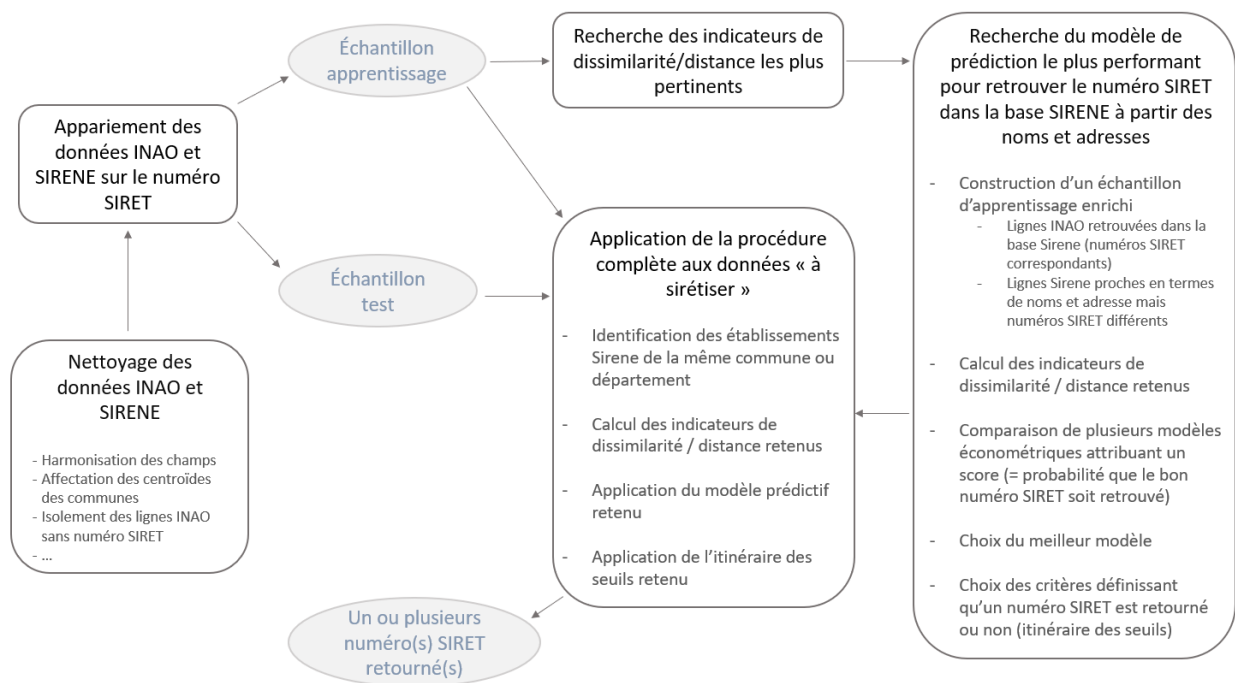 Nettoyage des
données INAO et
SIRENE
- Harmonisation des champs
- Affectation des centroïdes
des communes
- Isolement des lignes INAO
sans numéro SIRET
- ...
Appariement des
données INAO et
SIRENE sur le numéro
SIRET
Échantillon
apprentissage
Échantillon
test
Recherche des indicateurs de
dissimilarité/distance les plus
pertinents
Recherche du modèle de
prédiction le plus performant
pour retrouver le numéro SIRET
dans la base SIRENE à partir des
noms et adresses
- Construction d’un échantillon
d’apprentissage enrichi
- Lignes INAO retrouvées dans la
base Sirene (numéros SIRET
correspondants)
- Lignes Sirene proches en termes
de noms et adresse mais
numéros SIRET différents
- Calcul des indicateurs de
dissimilarité / distance retenus
- Comparaison de plusieurs modèles
économétriques attribuant un
score (= probabilité que le bon
numéro SIRET soit retrouvé)
- Choix du meilleur modèle
- Choix des critères définissant
qu’un numéro SIRET est retourné
ou non (itinéraire des seuils)
Application de la procédure
complète aux données « à
sirétiser »
- Identification des établissements
Sirene de la même commune ou
département
- Calcul des indicateurs de
dissimilarité / distance retenus
- Application du modèle prédictif
retenu
- Application de l’itinéraire des
seuils retenu
Un ou plusieurs
numéro(s) SIRET
retourné(s)